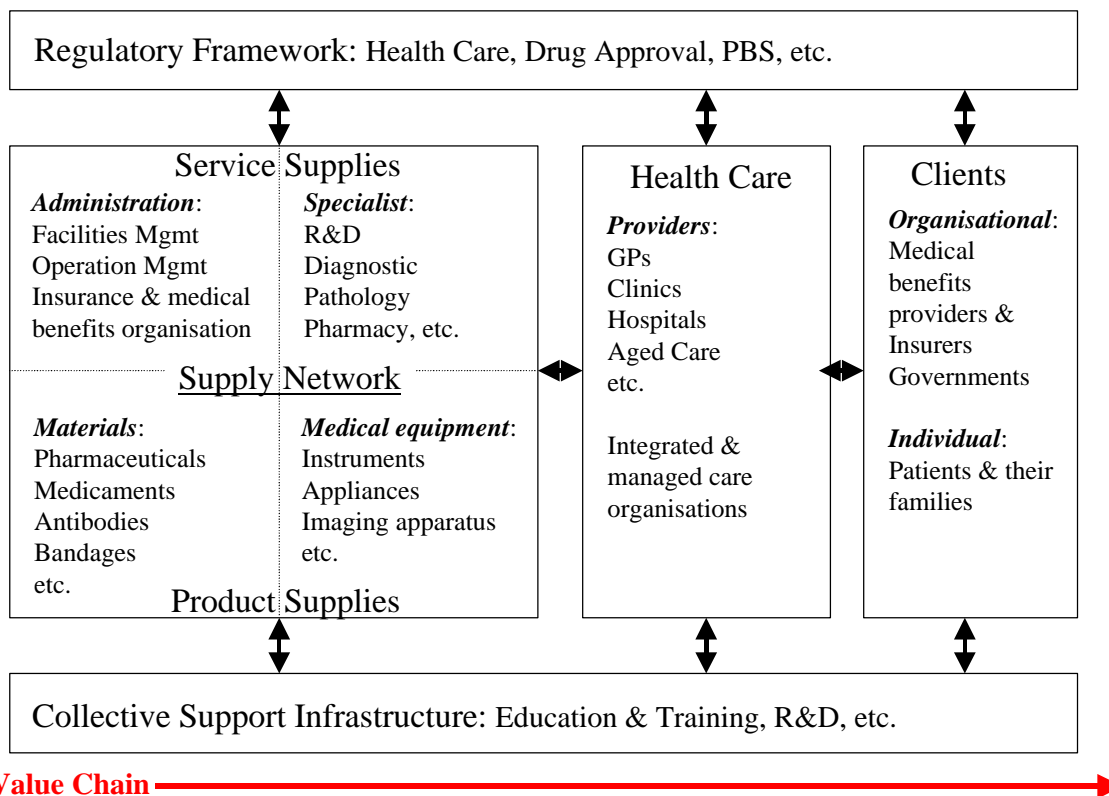 Regulatory Framework: Health Care, Drug Approval, PBS, etc.
Service Supplies
Administration:
Facilities Mgmt
Operation Mgmt
Insurance & medical
benefits organisation
Specialist:
R&D
Diagnostic
Pathology
Pharmacy, etc.
Supply Network
Materials:
Pharmaceuticals
Medicaments
Antibodies
Bandages
etc.
Medical equipment:
Instruments
Appliances
Imaging apparatus
etc.
Product Supplies
Health Care
Providers:
GPs
Clinics
Hospitals
Aged Care
etc.
Integrated &
managed care
organisations
Clients
Organisational:
Medical
benefits
providers &
Insurers
Governments
Individual:
Patients & their
families
Collective Support Infrastructure: Education & Training, R&D, etc.
Value Chain